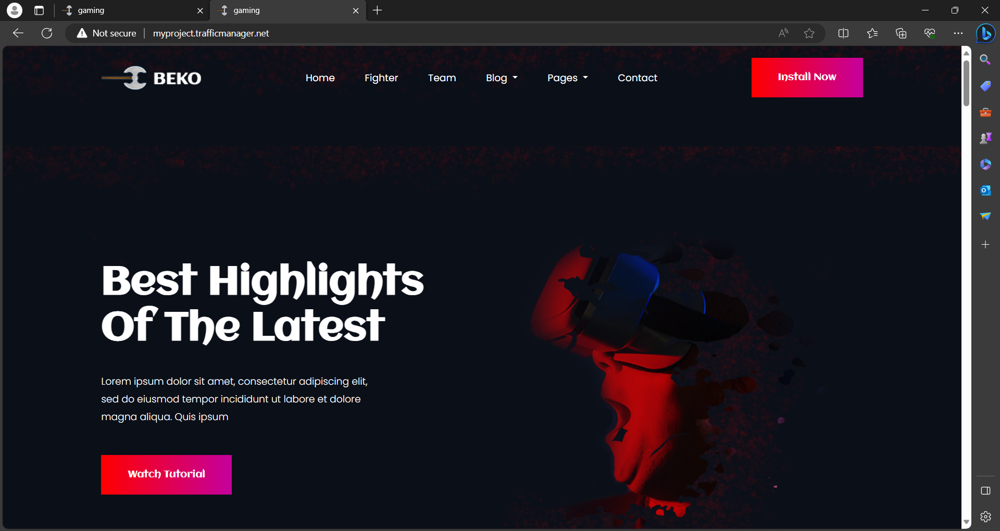 gaming
gaming
Not secure
myproject.trafficmanager.net
BEKO
Home
Fighter
Team
Blog
Pages
Contact
Install Now
Best Highlights
Of The Latest
Lorem ipsum dolor sit amet, consectetur adipiscing elit,
sed do eiusmod tempor incididunt ut labore et dolore
magna aliqua. Quis ipsum
Watch Tutorial